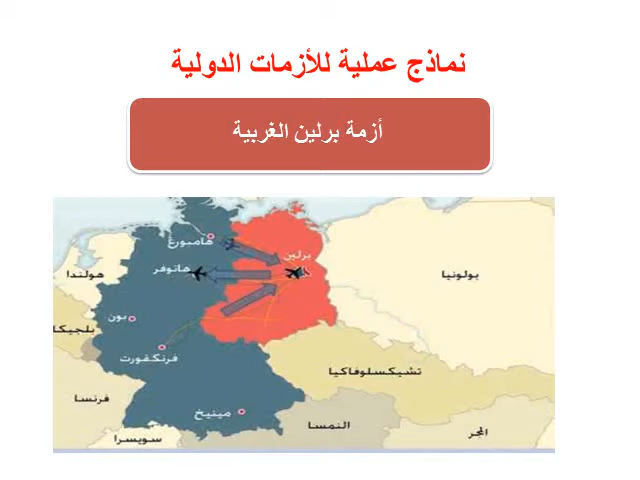 نماذج عملية للأزمات الدولية
أزمة برلين الغربية
هامبورغ
برلين
هانوفر
هولندا
بولونيا
بون
بلجيكا
فرنكفورت
تشيكسلوفاكيا
فرنسا
مينيخ
النمسا
المجر
سويسرا